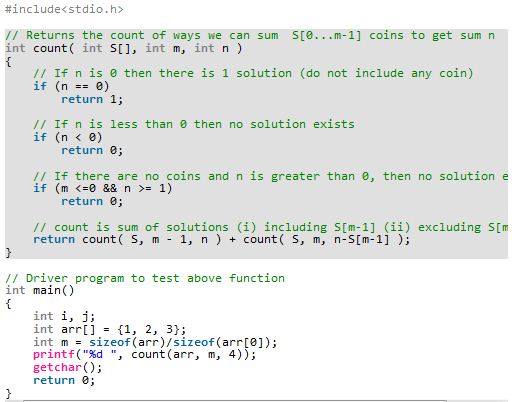 #include<stdio.h>
// Returns the count of ways we can sum  S[0...m-1] coins to get sum n
int count( int S[], int m, int n )
{
    // If n is 0 then there is 1 solution (do not include any coin)
    if (n == 0)
        return 1;
    // If n is less than 0 then no solution exists
    if (n < 0)
        return 0;
    // If there are no coins and n is greater than 0, then no solution e
    if (m <=0 && n >= 1)
        return 0;
    // count is sum of solutions (i) including S[m-1] (ii) excluding S[m
    return count( S, m - 1, n ) + count( S, m, n-S[m-1] );
}
// Driver program to test above function
int main()
{
    int i, j;
    int arr[] = {1, 2, 3};
    int m = sizeof(arr)/sizeof(arr[0]);
    printf("%d ", count(arr, m, 4));
    getchar();
    return 0;
}